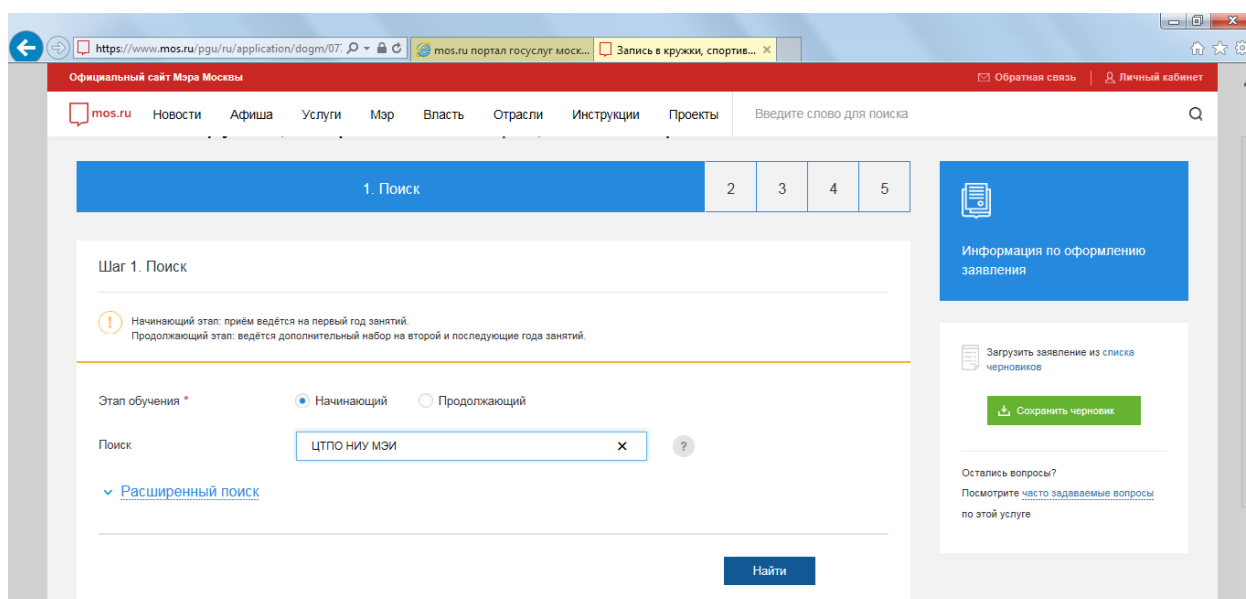 https://www.mos.ru/pgu/ru/application/dogm/07
mos.ru портал госуслуг моск...
Запись в кружки, спортив...
Официальный сайт Мэра Москвы
Обратная связь
Личный кабинет
mos.ru
Новости
Афиша
Услуги
Мэр
Власть
Отрасли
Инструкции
Проекты
Введите слово для поиска
1. Поиск
2
3
4
5
Информация по оформлению
заявления
Шаг 1. Поиск
Начинающий этап: приём ведётся на первый год занятий.
Продолжающий этап: ведётся дополнительный набор на второй и последующие года занятий.
Загрузить заявление из списка
черновиков
Этап обучения *
Начинающий
Продолжающий
Сохранить черновик
Поиск
ЦТПО НИУ МЭИ
?
Расширенный поиск
Остались вопросы?
Посмотрите часто задаваемые вопросы
по этой услуге
Найти